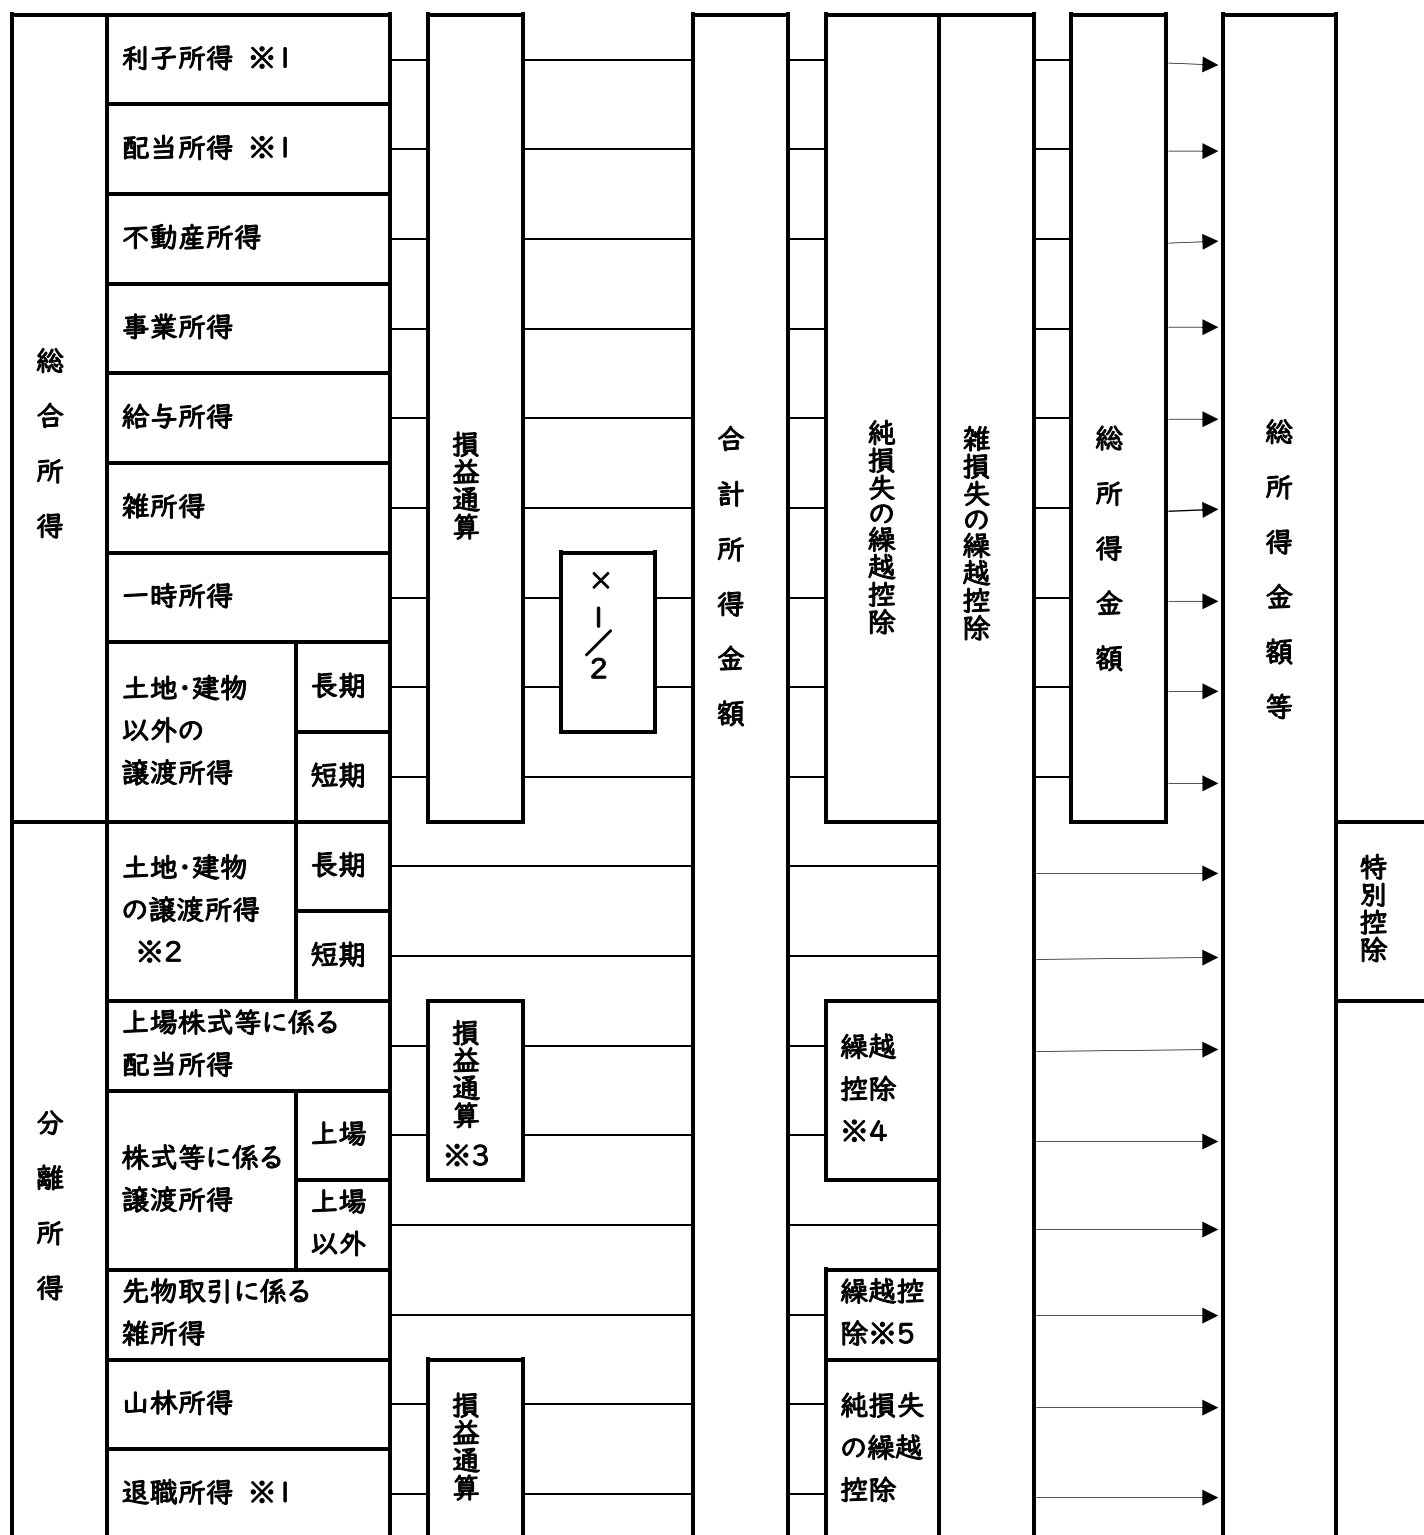 総合所得
利子所得 ※1
配当所得 ※1
不動産所得
事業所得
給与所得
雑所得
一時所得
土地・建物
以外の
譲渡所得
長期
短期
損益通算
×1/2
合計所得金額
純損失の繰越控除
雑損失の繰越控除
総所得金額
総所得金額等
分離所得
土地・建物
の譲渡所得
※2
長期
短期
特別控除
上場株式等に係る
配当所得
株式等に係る
譲渡所得
上場
上場
以外
損益通算
※3
繰越
控除
※4
先物取引に係る
雑所得
繰越控
除※5
山林所得
退職所得 ※1
損益通算
純損失
の繰越
控除